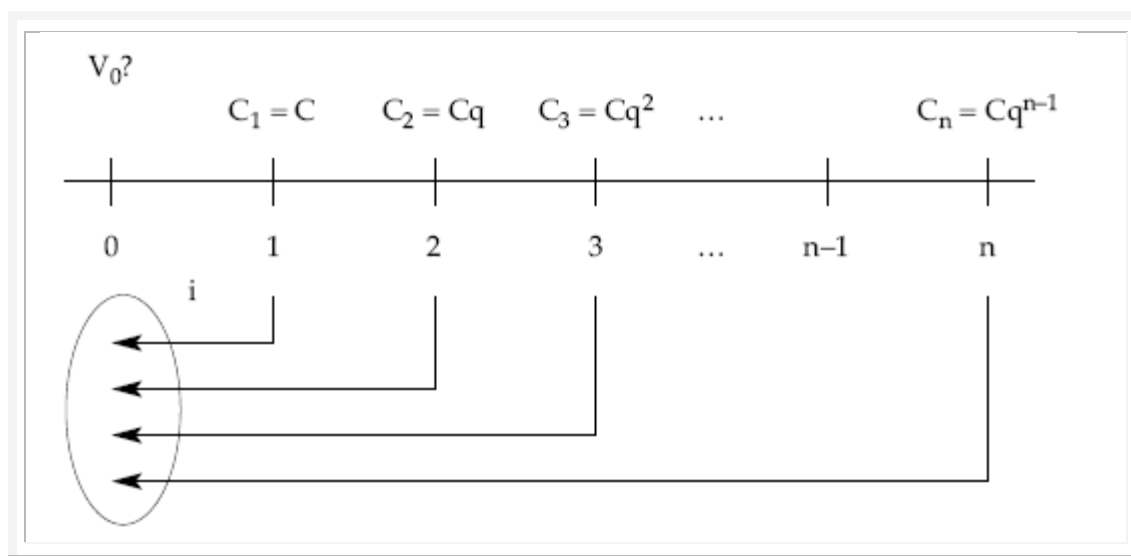 V₀?
C₁ = C C₂ = Cq C₃ = Cq² ... Cₙ = Cqⁿ⁻¹
0 1 2 3 ... n–1 n
i